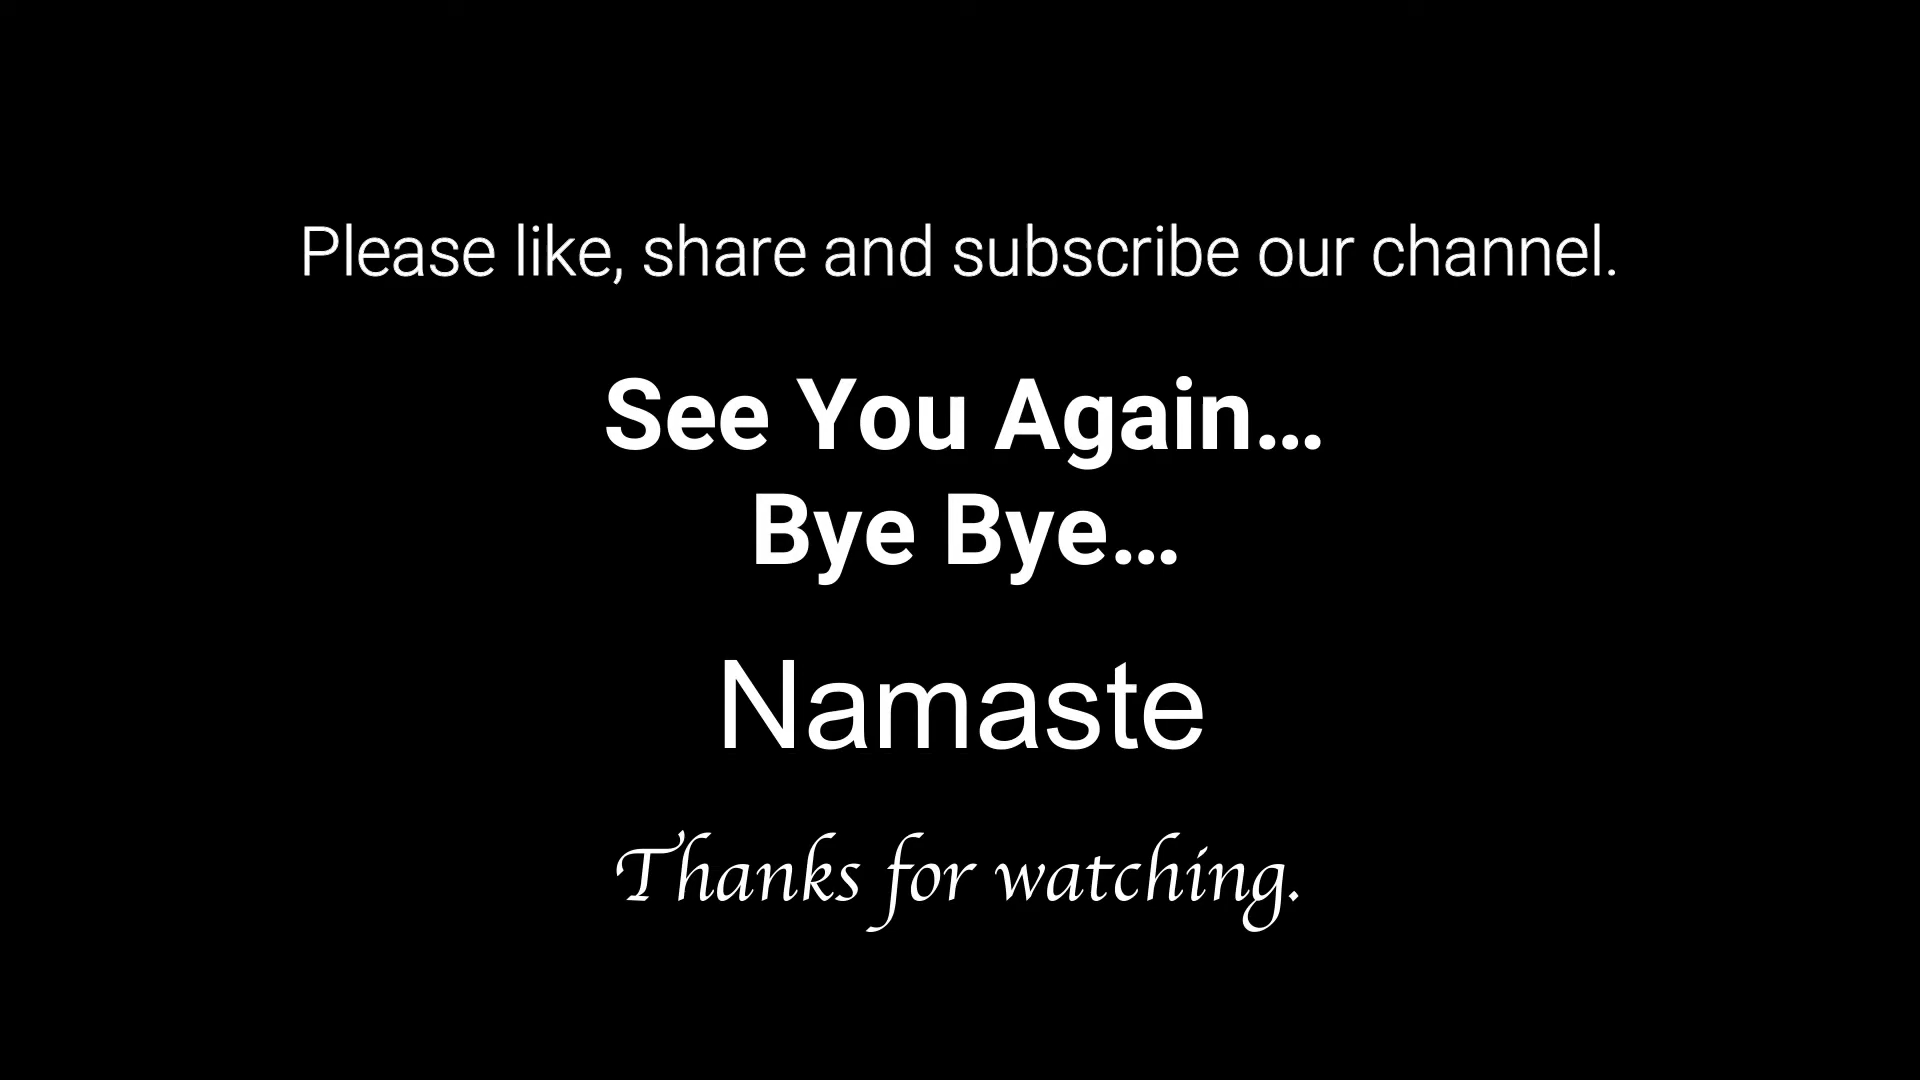 Please like, share and subscribe our channel.
See You Again...
Bye Bye...
Namaste
Thanks for watching.